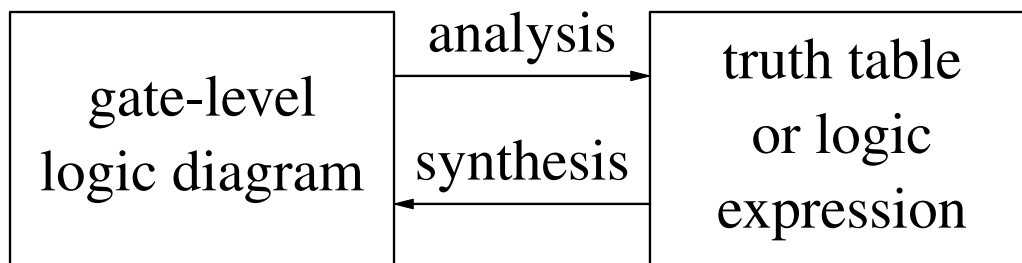 gate-level
logic diagram
analysis
synthesis
truth table
or logic
expression